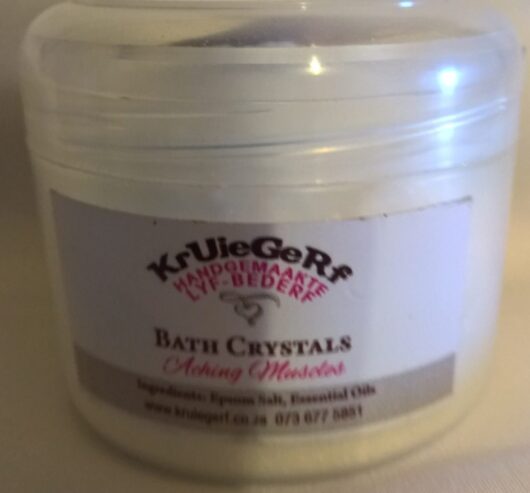 KrUieGeRf
HANDGEMAAKTE
LYF-BEDERF
BATH CRYSTALS
Aching Muscles
Ingredients: Epsom Salt, Essential Oils
www.kruiegerf.co.za 073 677 5851